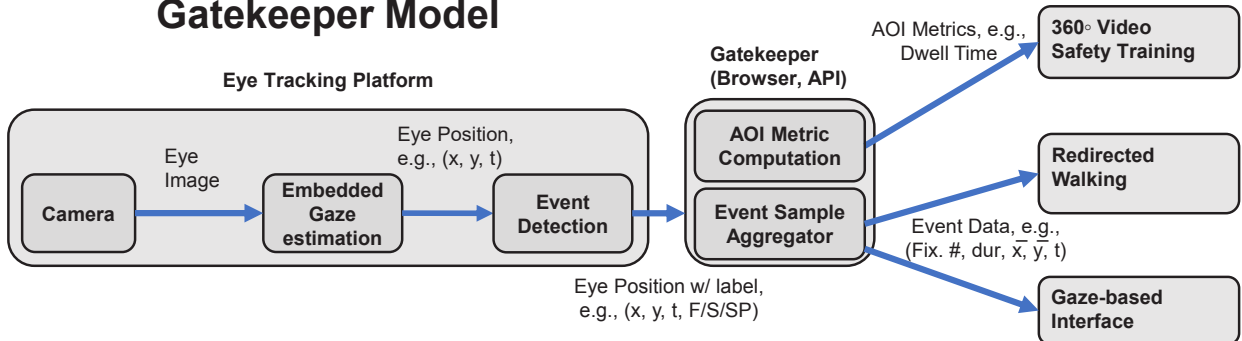 Gatekeeper Model
Eye Tracking Platform
Camera
Eye
Image
Embedded
Gaze
estimation
Eye Position,
e.g., (x, y, t)
Event
Detection
Eye Position w/ label,
e.g., (x, y, t, F/S/SP)
Gatekeeper
(Browser, API)
AOI Metric
Computation
Event Sample
Aggregator
AOI Metrics, e.g.,
Dwell Time
360◦ Video
Safety Training
Redirected
Walking
Event Data, e.g.,
(Fix. #, dur, x̅, y̅, t)
Gaze-based
Interface